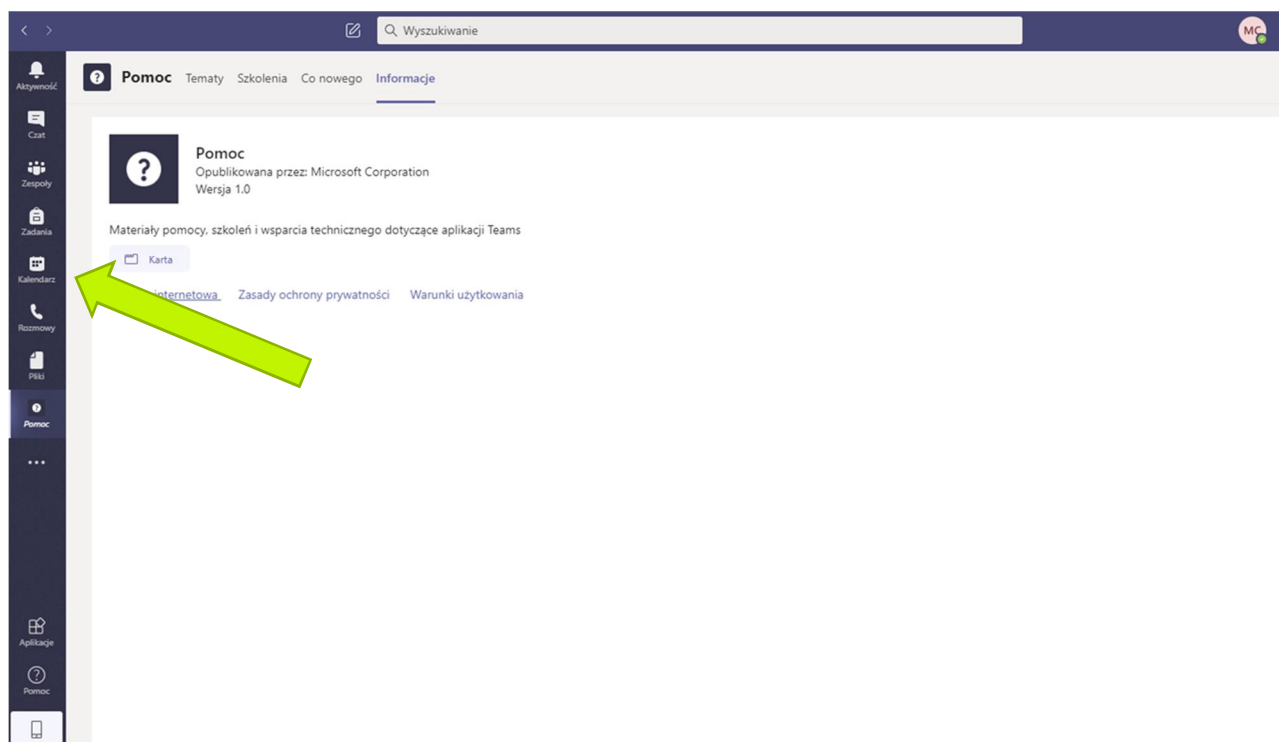 Wyszukiwanie
MC
Aktywność
Czat
Zespoły
Zadania
Kalendarz
Rozmowy
Pliki
Pomoc
Aplikacje
Pomoc
Pomoc Tematy Szkolenia Co nowego Informacje
Pomoc
Opublikowana przez: Microsoft Corporation
Wersja 1.0
Materiały pomocy, szkoleń i wsparcia technicznego dotyczące aplikacji Teams
Karta
internetowa Zasady ochrony prywatności Warunki użytkowania